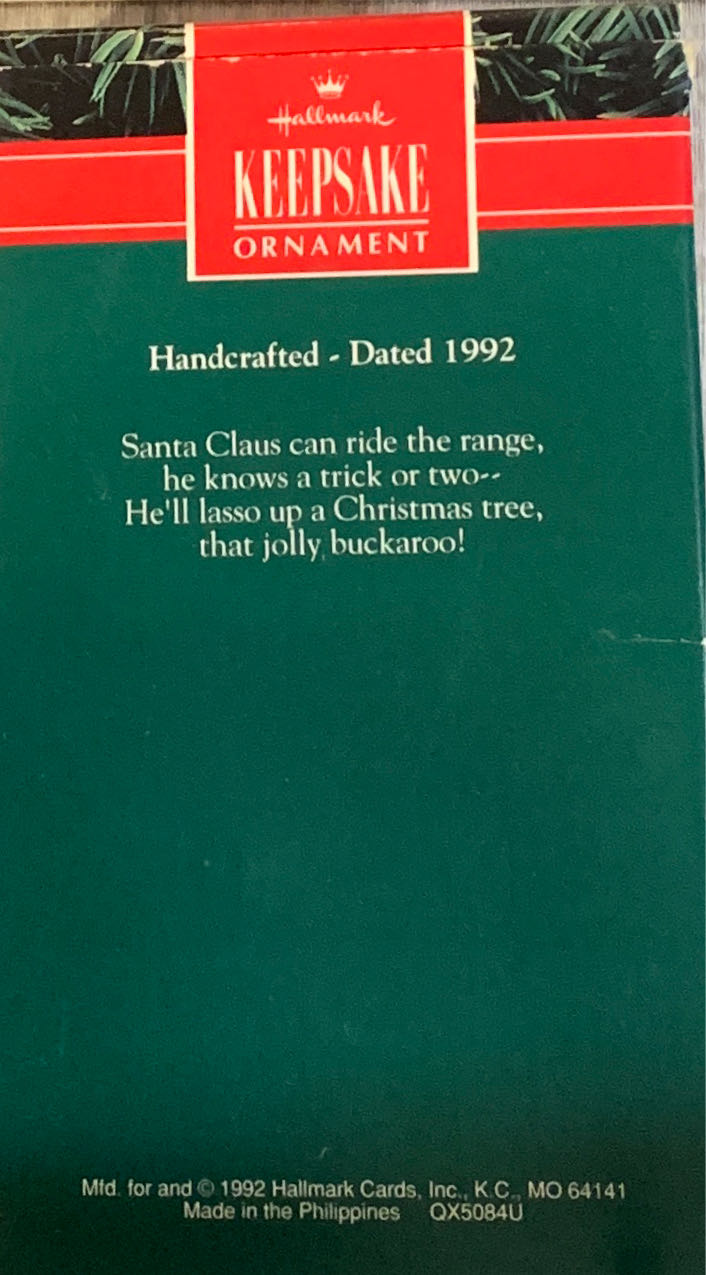 Hallmark
KEEPSAKE
ORNAMENT
Handcrafted - Dated 1992
Santa Claus can ride the range,
he knows a trick or two--
He'll lasso up a Christmas tree,
that jolly buckaroo!
Mfd. for and © 1992 Hallmark Cards, Inc., K.C., MO 64141
Made in the Philippines QX5084U